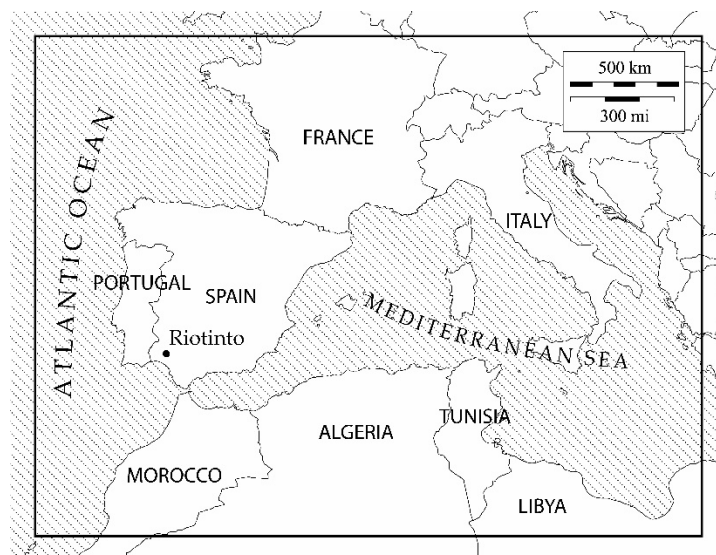 500 km
300 mi
FRANCE
ATLANTIC OCEAN
ITALY
PORTUGAL
SPAIN
MEDITERRANEAN SEA
Riotinto
TUNISIA
ALGERIA
MOROCCO
LIBYA